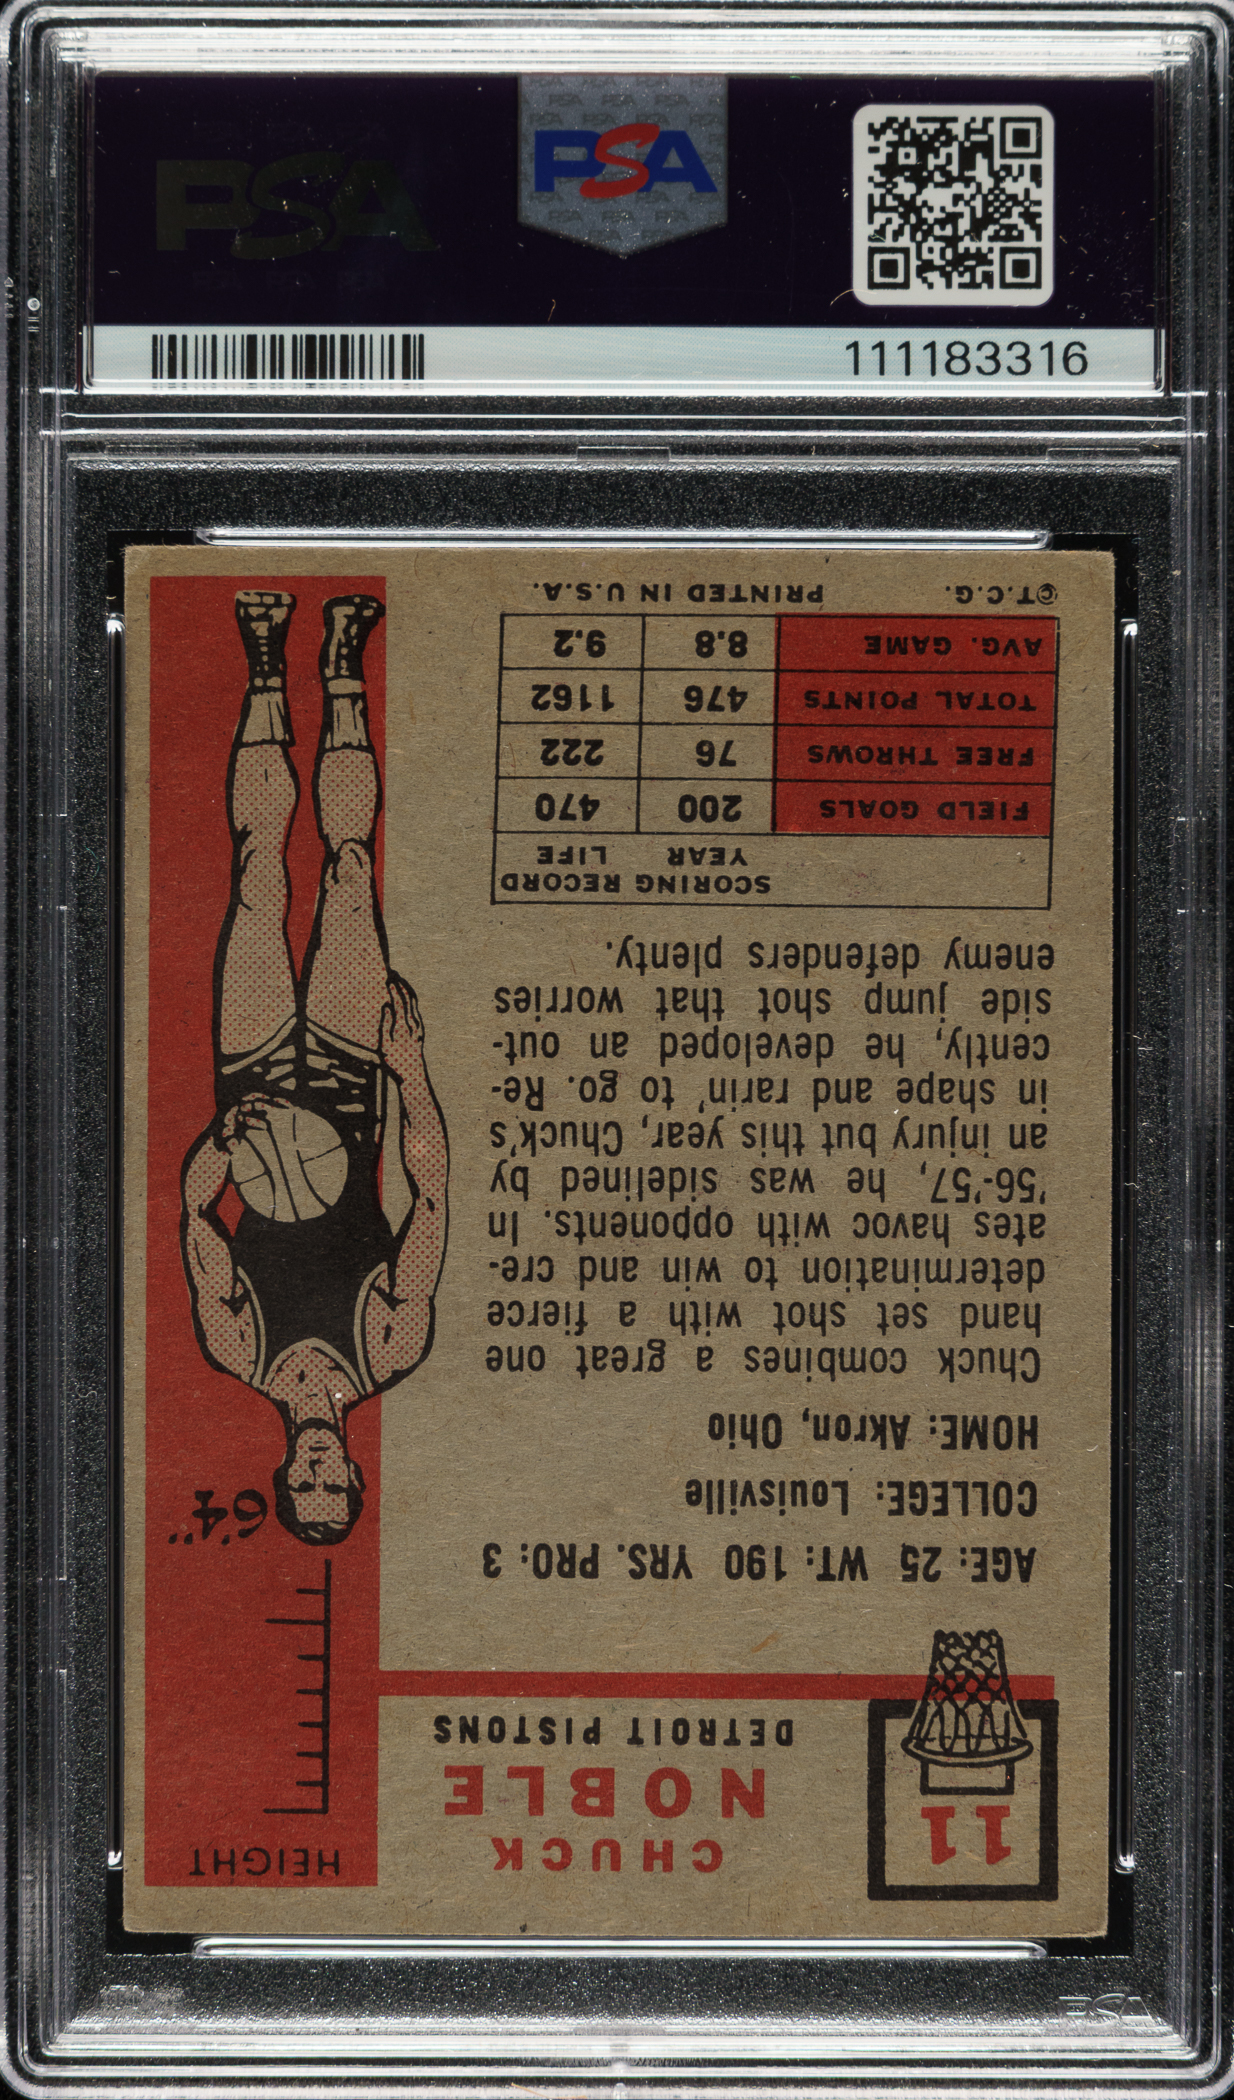 PSA
PSA
111183316
11
CHUCK
NOBLE
DETROIT PISTONS
HEIGHT
6'4"
AGE: 25 WT: 190 YRS. PRO: 3
COLLEGE: Louisville
HOME: Akron, Ohio
Chuck combines a great one
hand set shot with a fierce
determination to win and cre-
ates havoc with opponents. In
'56-'57, he was sidelined by
an injury but this year, Chuck's
in shape and rarin' to go. Re-
cently, he developed an out-
side jump shot that worries
enemy defenders plenty.
SCORING RECORD
YEAR LIFE
FIELD GOALS 200 470
FREE THROWS 76 222
TOTAL POINTS 476 1162
AVG. GAME 8.8 9.2
©T.C.G. PRINTED IN U.S.A.
PSA